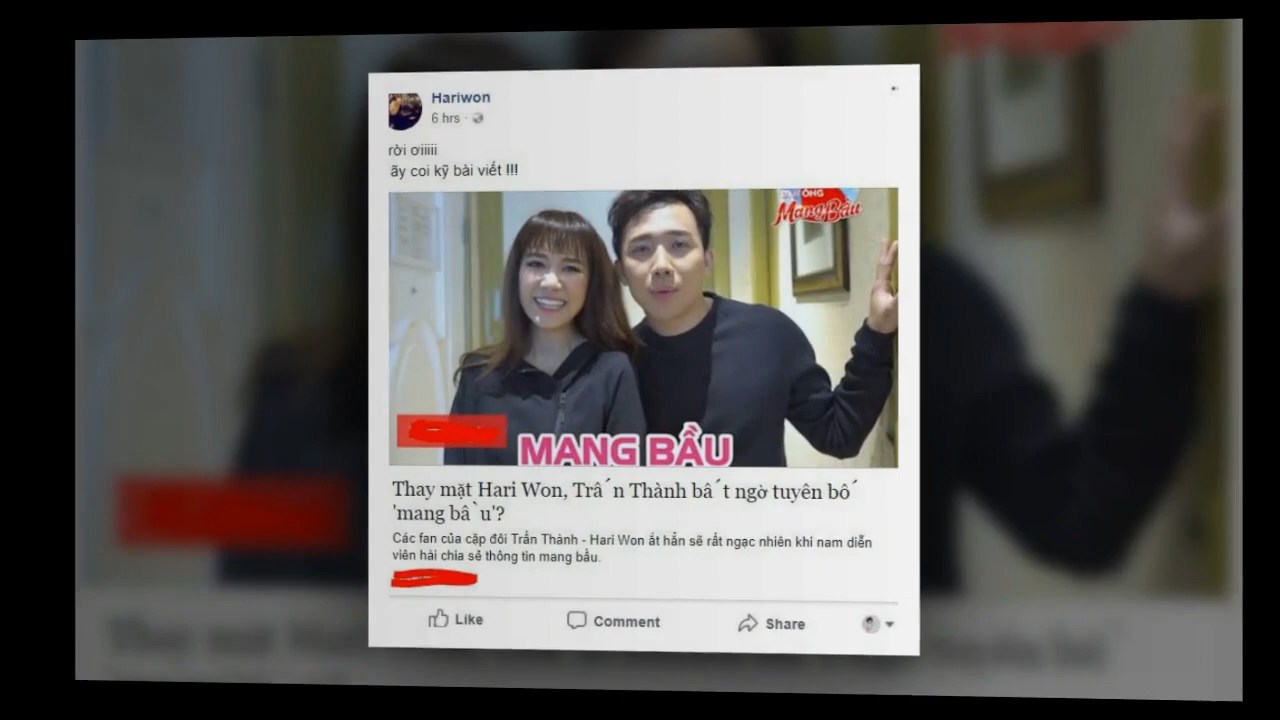 Hariwon
6 hrs
rời ơiiiii
ãy coi kỹ bài viết !!!
ÔNG
Mang Bầu
MANG BẦU
Thay mặt Hari Won, Trấn Thành bất ngờ tuyên bố
'mang bầu'?
Các fan của cặp đôi Trấn Thành - Hari Won ắt hẳn sẽ rất ngạc nhiên khi nam diễn
viên hài chia sẻ thông tin mang bầu.
Like
Comment
Share